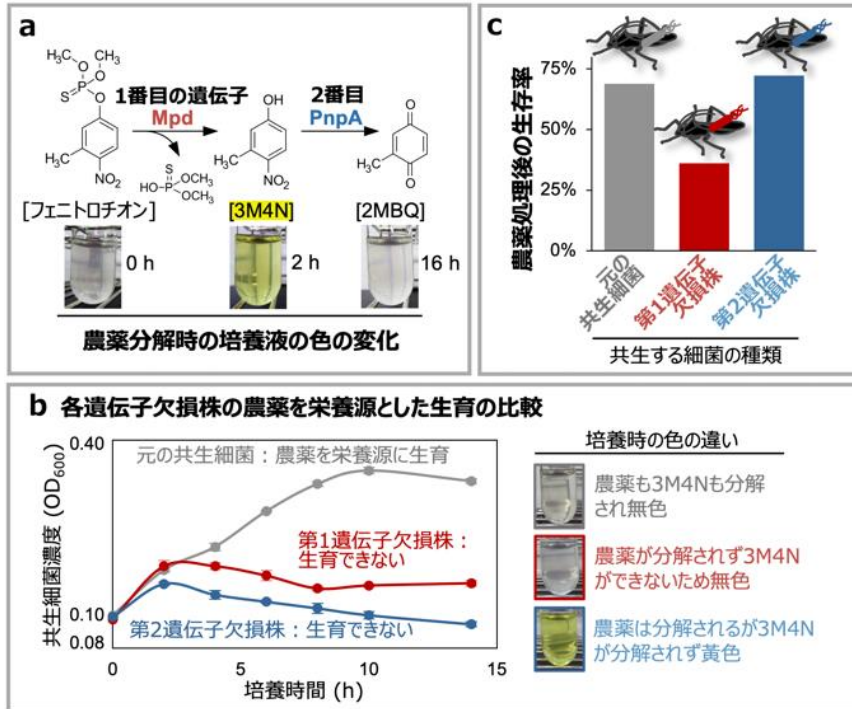 a
1番目の遺伝子
Mpd
2番目
PnpA
O
CH₃
H₃C
O
O
S=P
CH₃
O
CH₃
NO₂
S
HO-P-OCH₃
OCH₃
OH
CH₃
NO₂
O
CH₃
O
[フェニトロチオン]
[3M4N]
[2MBQ]
0 h
2 h
16 h
農薬分解時の培養液の色の変化
c
農薬処理後の生存率
75%
50%
25%
0%
元の
共生細菌
第1遺伝子
欠損株
第2遺伝子
欠損株
共生する細菌の種類
b 各遺伝子欠損株の農薬を栄養源とした生育の比較
共生細菌濃度 (OD₆₀₀)
0.40
0.10
0.08
元の共生細菌：農薬を栄養源に生育
第1遺伝子欠損株：
生育できない
第2遺伝子欠損株：生育できない
0
5
10
15
培養時間 (h)
培養時の色の違い
農薬も3M4Nも分解
され無色
農薬が分解されず3M4N
ができないため無色
農薬は分解されるが3M4N
が分解されず黄色